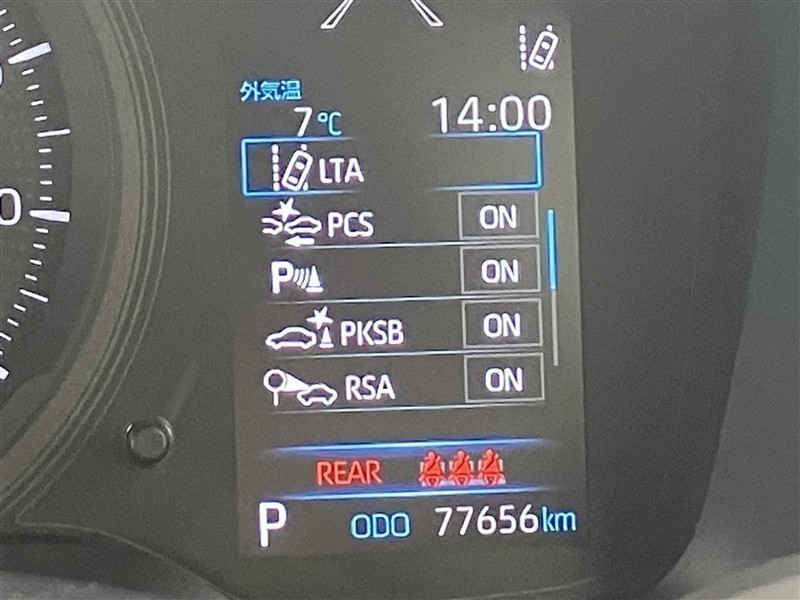 外気温
7℃ 14:00
LTA
PCS ON
P ON
PKSB ON
RSA ON
REAR
P ODO 77656km